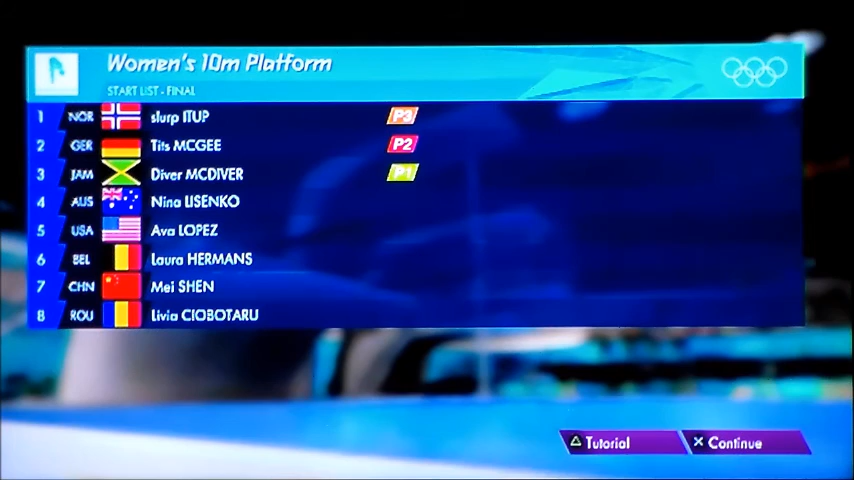 Women's 10m Platform
START LIST - FINAL
1 NOR slurp ITUP P3
2 GER Tits MCGEE P2
3 JAM Diver MCDIVER P1
4 AUS Nina LISENKO
5 USA Ava LOPEZ
6 BEL Laura HERMANS
7 CHN Mei SHEN
8 ROU Livia CIOBOTARU
Tutorial Continue